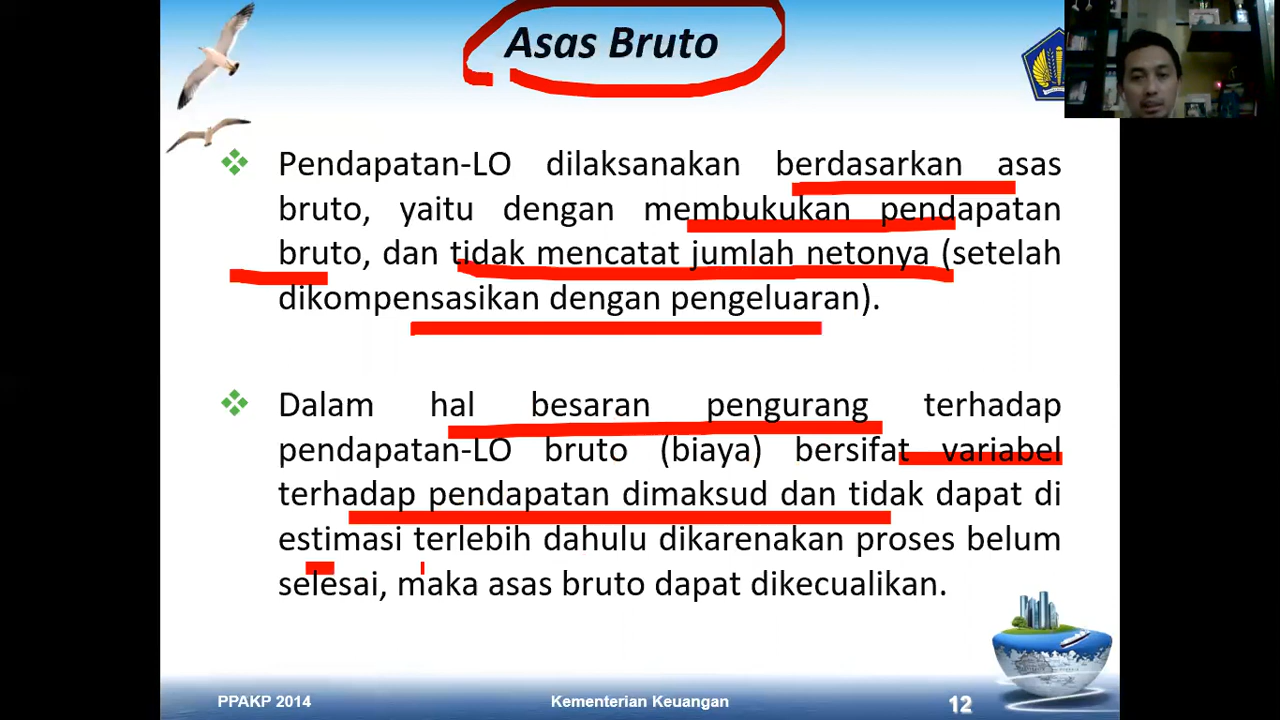 Asas Bruto
Pendapatan-LO dilaksanakan berdasarkan asas
bruto, yaitu dengan membukukan pendapatan
bruto, dan tidak mencatat jumlah netonya (setelah
dikompensasikan dengan pengeluaran).
Dalam hal besaran pengurang terhadap
pendapatan-LO bruto (biaya) bersifat variabel
terhadap pendapatan dimaksud dan tidak dapat di
estimasi terlebih dahulu dikarenakan proses belum
selesai, maka asas bruto dapat dikecualikan.
PPAKP 2014
Kementerian Keuangan
12